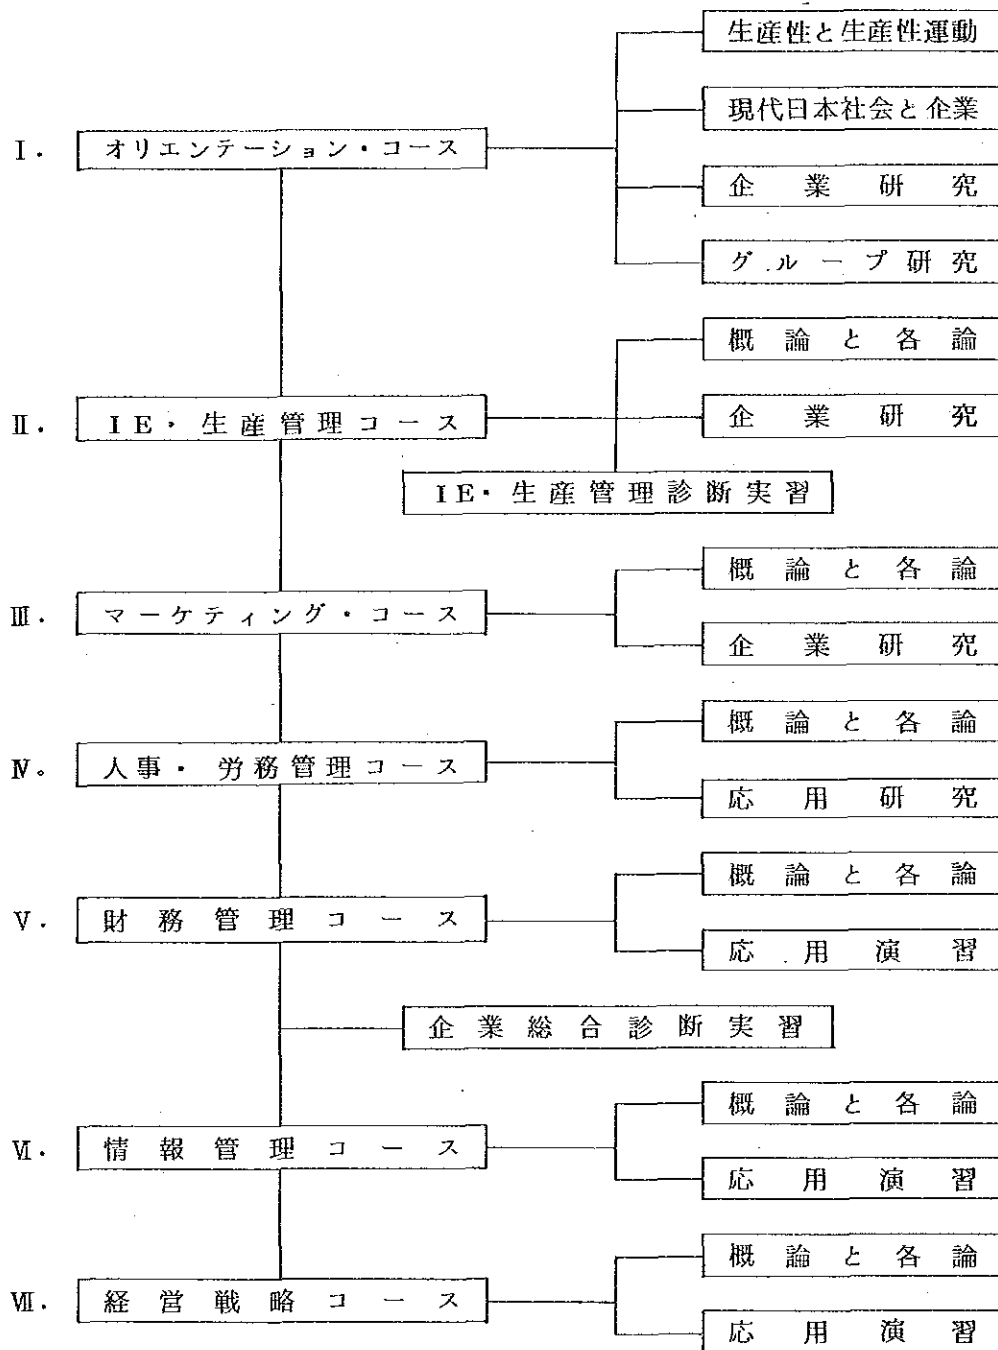 生産性と生産性運動
現代日本社会と企業
I. オリエンテーション・コース
企業研究
グループ研究
概論と各論
II. IE・生産管理コース
企業研究
IE・生産管理診断実習
概論と各論
III. マーケティング・コース
企業研究
概論と各論
IV。 人事・労務管理コース
応用研究
概論と各論
V. 財務管理コース
応用演習
企業総合診断実習
概論と各論
VI. 情報管理コース
応用演習
概論と各論
VII. 経営戦略コース
応用演習